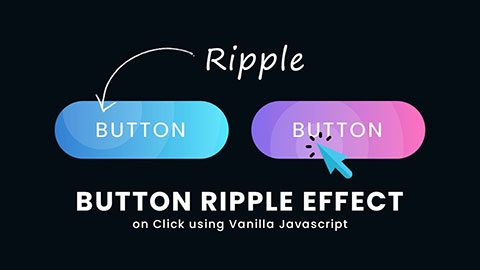 Ripple
BUTTON
BUTTON
BUTTON RIPPLE EFFECT
on Click using Vanilla Javascript